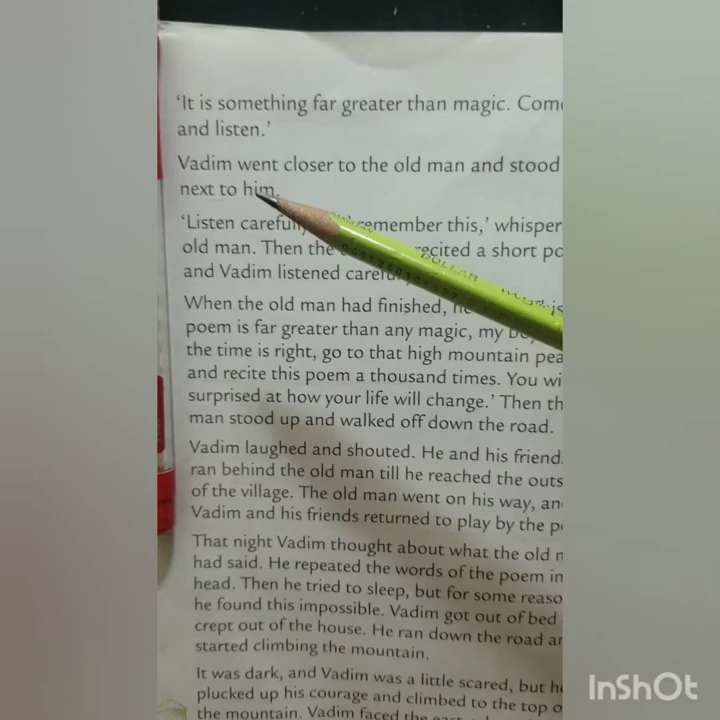 'It is something far greater than magic. Com
and listen.'
Vadim went closer to the old man and stood
next to him.
'Listen carefully remember this,' whisper
old man. Then the recited a short po
and Vadim listened carefu
When the old man had finished, he
poem is far greater than any magic, my
the time is right, go to that high mountain pea
and recite this poem a thousand times. You wi
surprised at how your life will change.' Then th
man stood up and walked off down the road.
Vadim laughed and shouted. He and his friend
ran behind the old man till he reached the outs
of the village. The old man went on his way, an
Vadim and his friends returned to play by the p
That night Vadim thought about what the old
had said. He repeated the words of the poem in
head. Then he tried to sleep, but for some reaso
he found this impossible. Vadim got out of bed
crept out of the house. He ran down the road a
started climbing the mountain.
It was dark, and Vadim was a little scared, but h
plucked up his courage and climbed to the top o
the mountain. Vadim faced the east
DOLLAR
InShOt